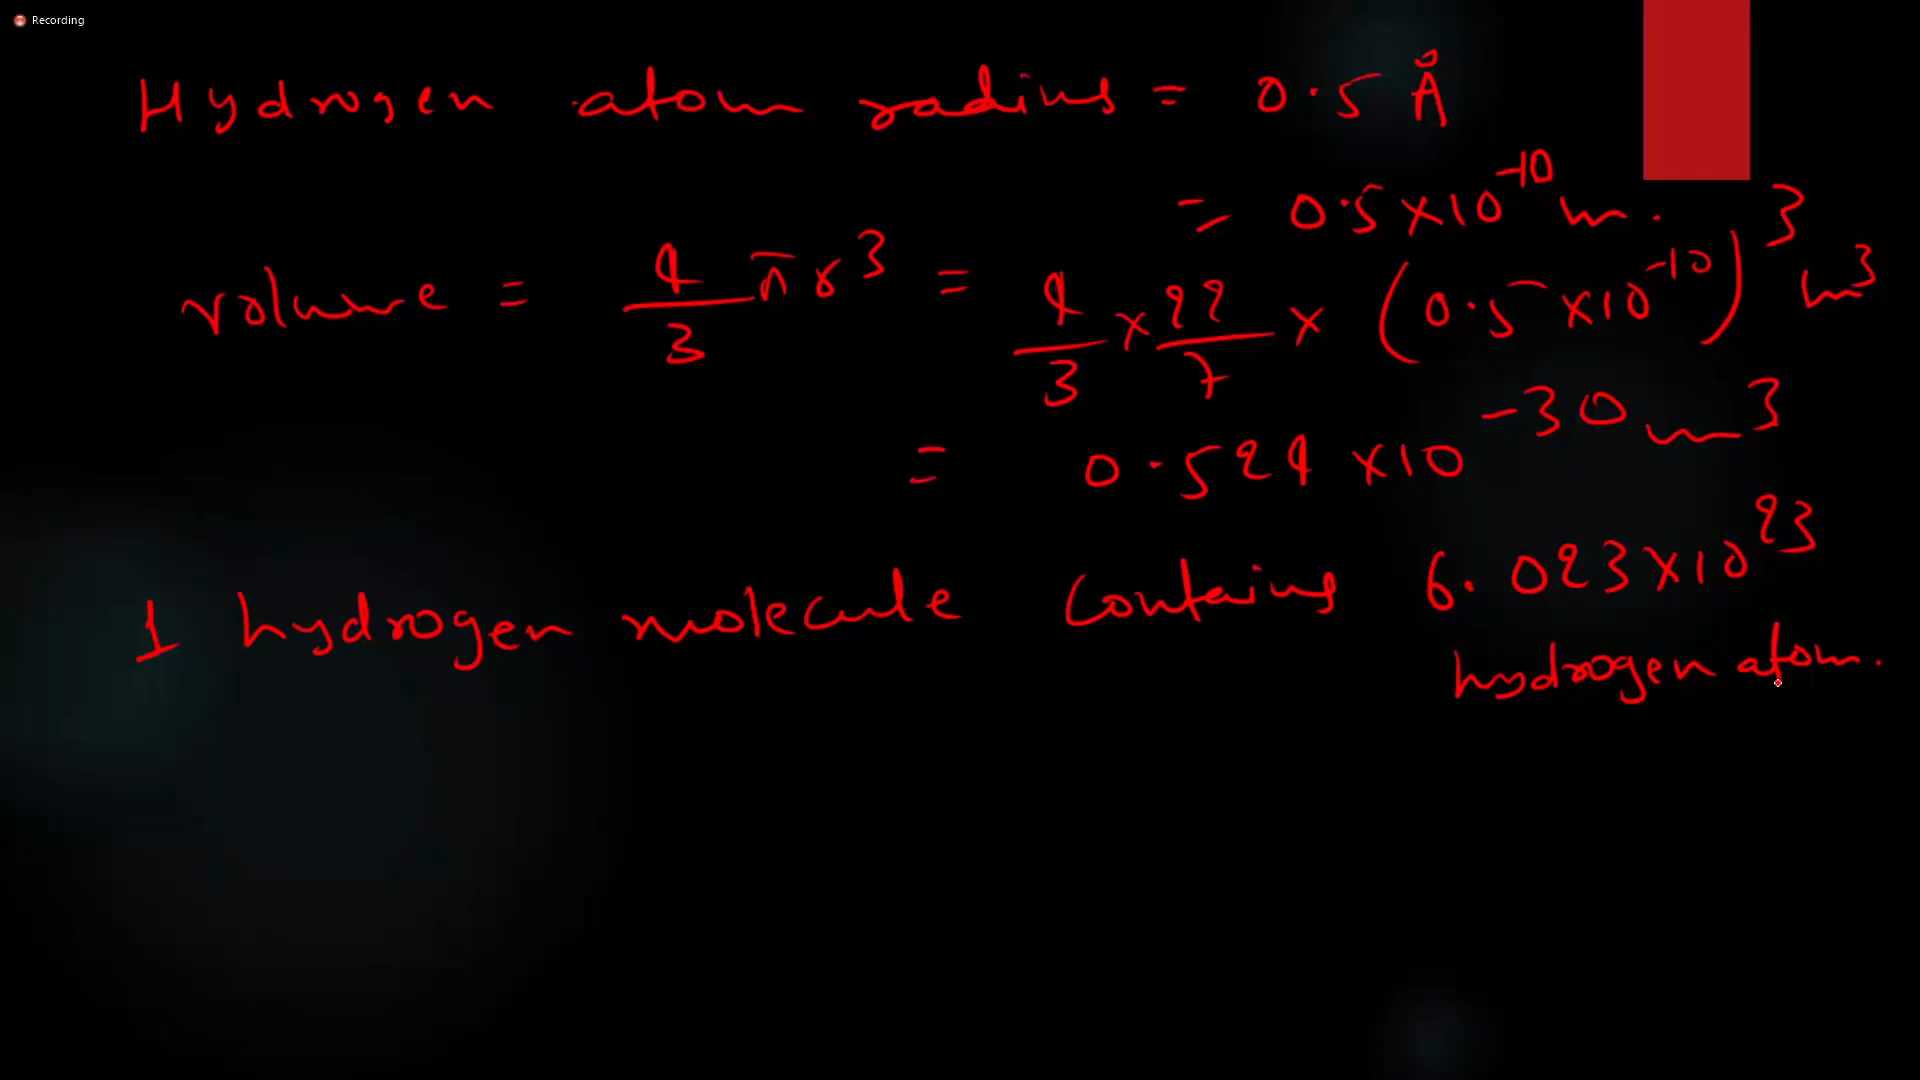 Recording
Hydrogen atom radius = 0.5 Å
= 0.5×10⁻¹⁰ m.
volume = 4/3 πr³ = 4/3 × 22/7 × (0.5×10⁻¹⁰)³ m³
= 0.524 ×10⁻³⁰ m³
1 hydrogen molecule contains 6.023×10²³
hydrogen atom.